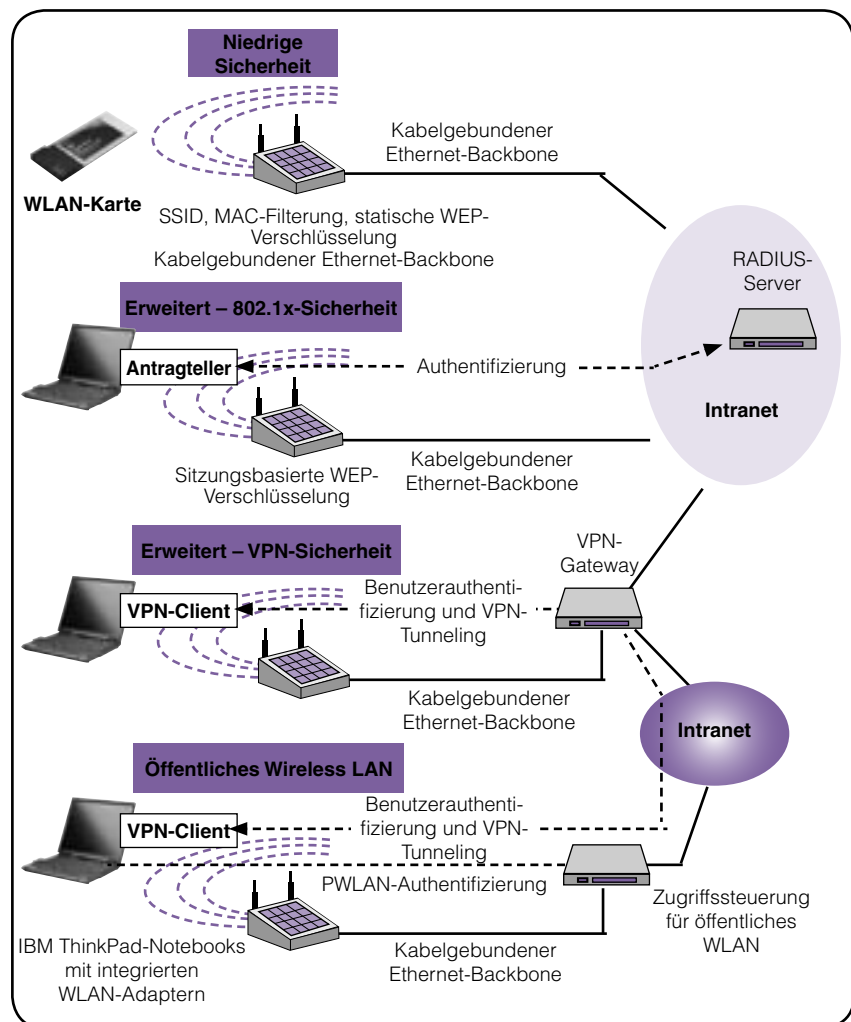 Niedrige
Sicherheit
Kabelgebundener
Ethernet-Backbone
WLAN-Karte
SSID, MAC-Filterung, statische WEP-
Verschlüsselung
Kabelgebundener Ethernet-Backbone
RADIUS-
Server
Erweitert – 802.1x-Sicherheit
Antragteller
Authentifizierung
Intranet
Sitzungsbasierte WEP-
Verschlüsselung
Kabelgebundener
Ethernet-Backbone
Erweitert – VPN-Sicherheit
VPN-
Gateway
VPN-Client
Benutzerauthenti-
fizierung und VPN-
Tunneling
Kabelgebundener
Ethernet-Backbone
Intranet
Öffentliches Wireless LAN
VPN-Client
Benutzerauthenti-
fizierung und VPN-
Tunneling
PWLAN-Authentifizierung
Zugriffssteuerung
für öffentliches
WLAN
IBM ThinkPad-Notebooks
mit integrierten
WLAN-Adaptern
Kabelgebundener
Ethernet-Backbone